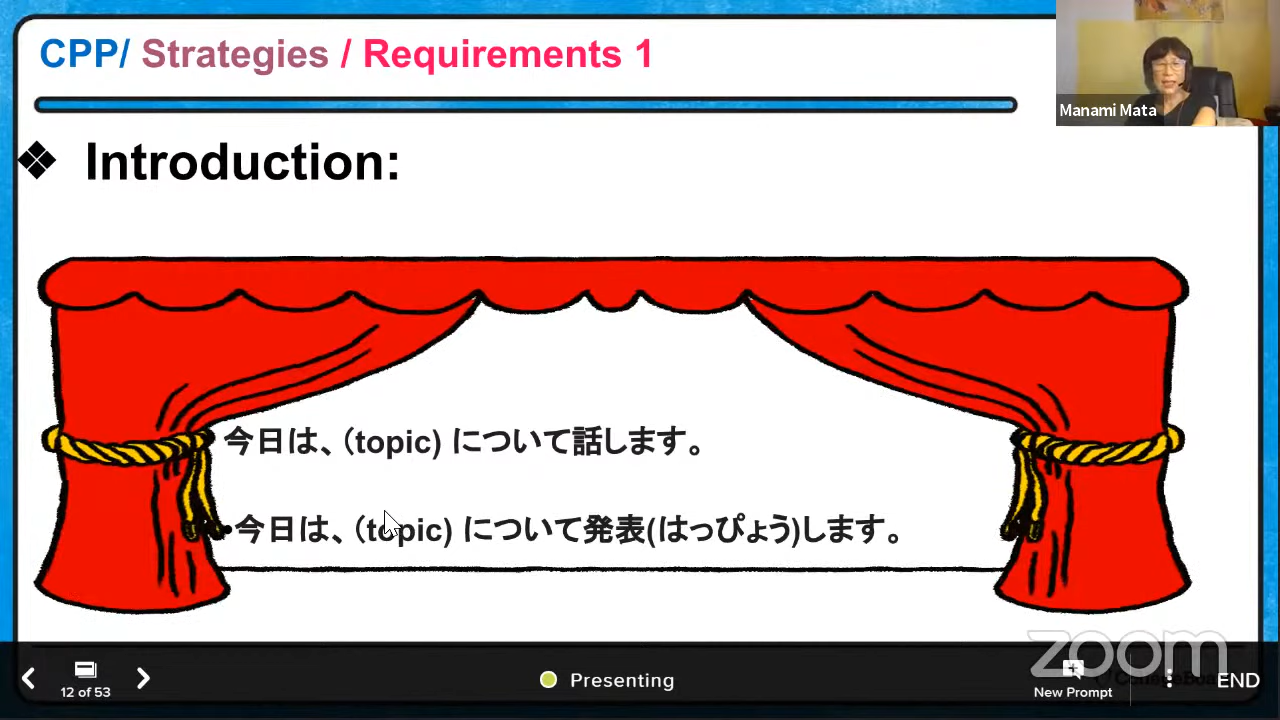 CPP/ Strategies / Requirements 1
Manami Mata
❖ Introduction:
今日は、(topic) について話します。
•今日は、(topic) について発表(はっぴょう)します。
zoom
12 of 53
Presenting
New Prompt
END